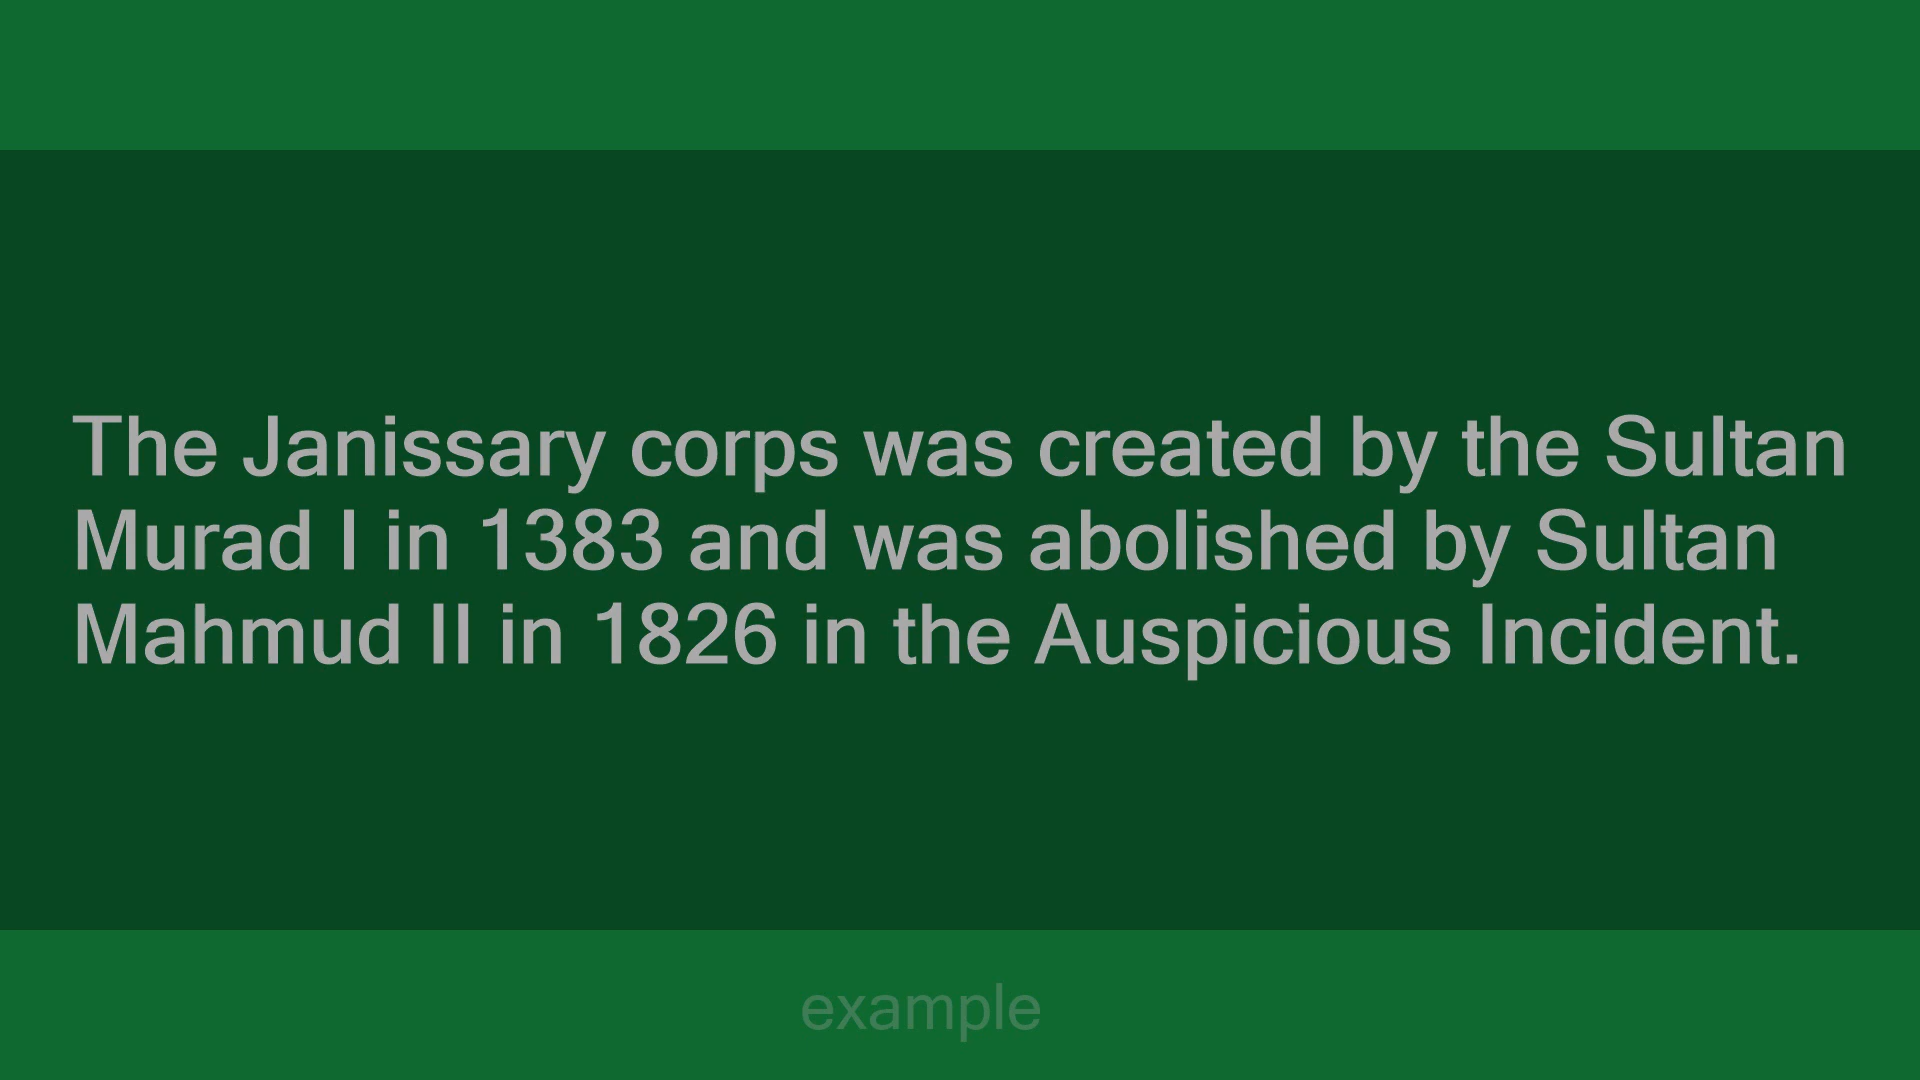 The Janissary corps was created by the Sultan
Murad I in 1383 and was abolished by Sultan
Mahmud II in 1826 in the Auspicious Incident.
example